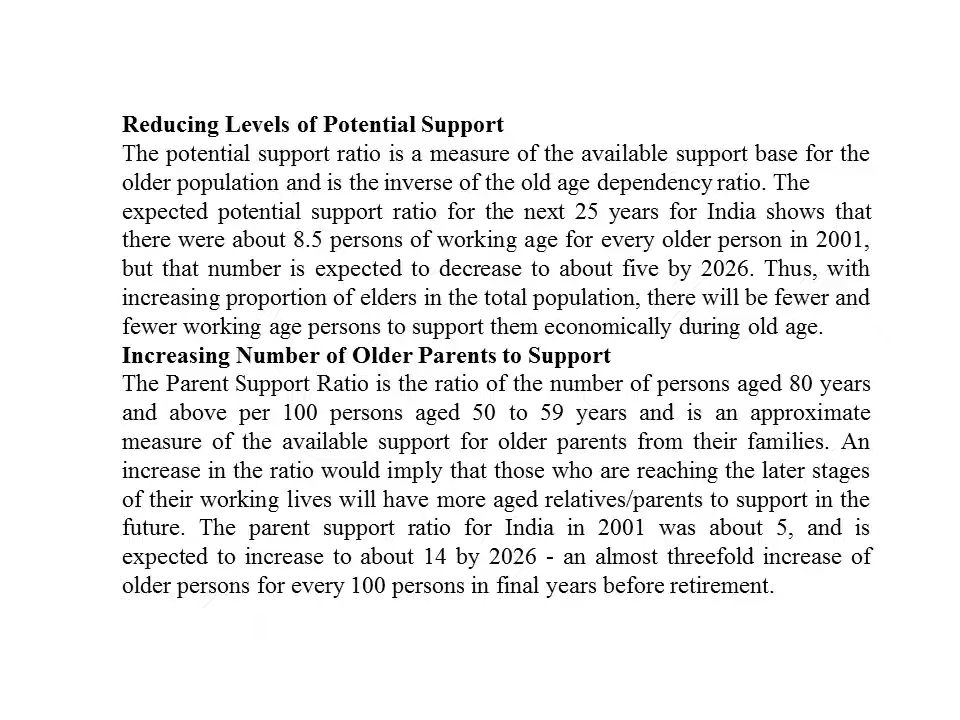 Reducing Levels of Potential Support
The potential support ratio is a measure of the available support base for the
older population and is the inverse of the old age dependency ratio. The
expected potential support ratio for the next 25 years for India shows that
there were about 8.5 persons of working age for every older person in 2001,
but that number is expected to decrease to about five by 2026. Thus, with
increasing proportion of elders in the total population, there will be fewer and
fewer working age persons to support them economically during old age.
Increasing Number of Older Parents to Support
The Parent Support Ratio is the ratio of the number of persons aged 80 years
and above per 100 persons aged 50 to 59 years and is an approximate
measure of the available support for older parents from their families. An
increase in the ratio would imply that those who are reaching the later stages
of their working lives will have more aged relatives/parents to support in the
future. The parent support ratio for India in 2001 was about 5, and is
expected to increase to about 14 by 2026 - an almost threefold increase of
older persons for every 100 persons in final years before retirement.